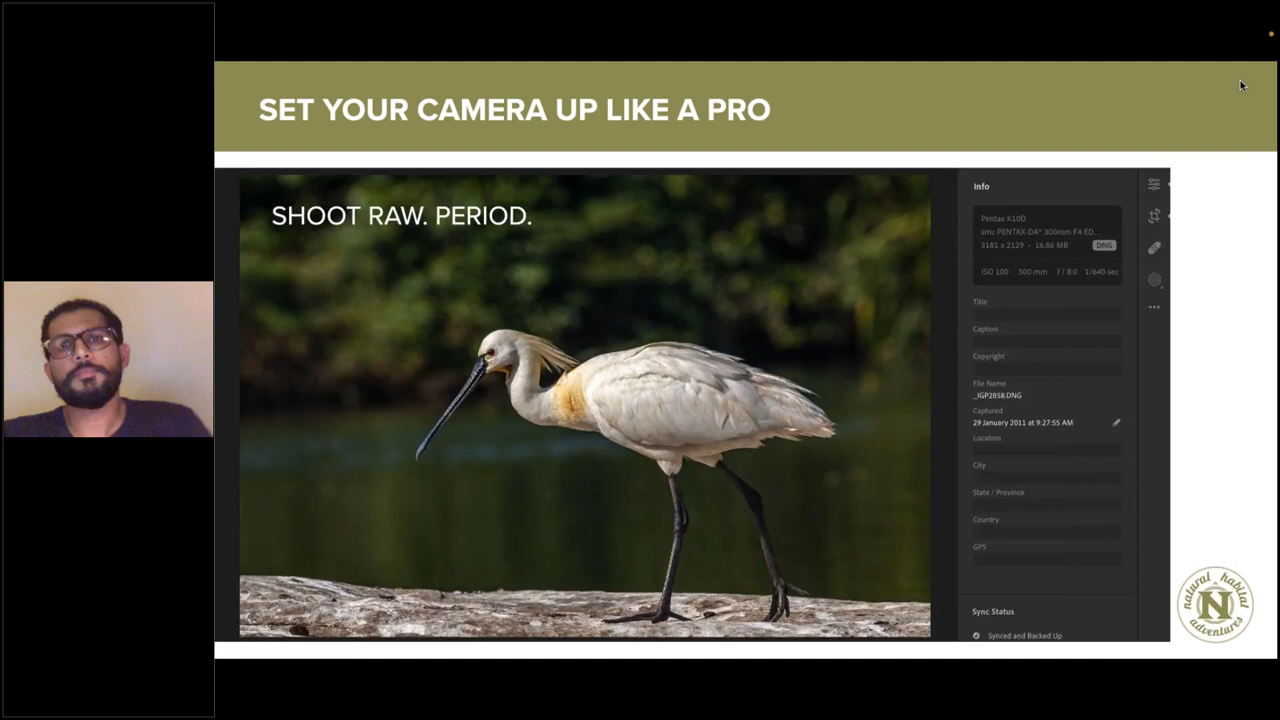 SET YOUR CAMERA UP LIKE A PRO
SHOOT RAW. PERIOD.
Info
Pentax K10D
smc PENTAX-DA* 300mm F4 ED...
3181 x 2129 • 16.86 MB DNG
ISO 100 300 mm f / 8.0 1/640 sec
Title
Caption
Copyright
File Name
_IGP2858.DNG
Captured
29 January 2011 at 9:27:55 AM
Location
City
State / Province
Country
GPS
Sync Status
Synced and Backed Up
natural habitat
N
adventures